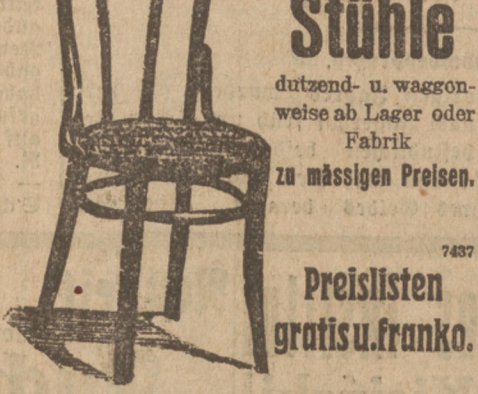 Stühle
dutzend- u. waggon-
weise ab Lager oder
Fabrik
zu mässigen Preisen.
7437
Preislisten
gratis u. franko.